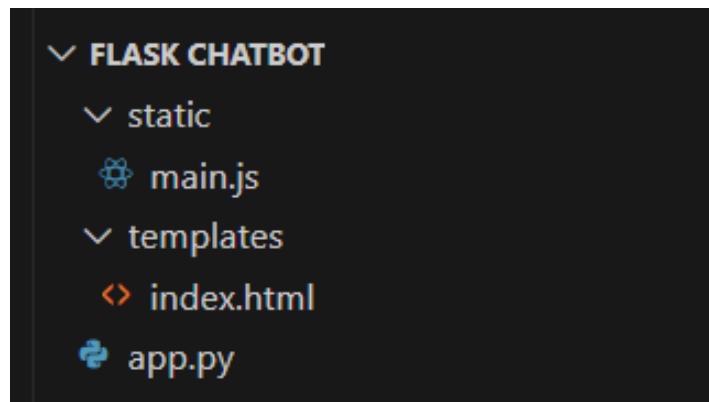 FLASK CHATBOT
static
main.js
templates
index.html
app.py